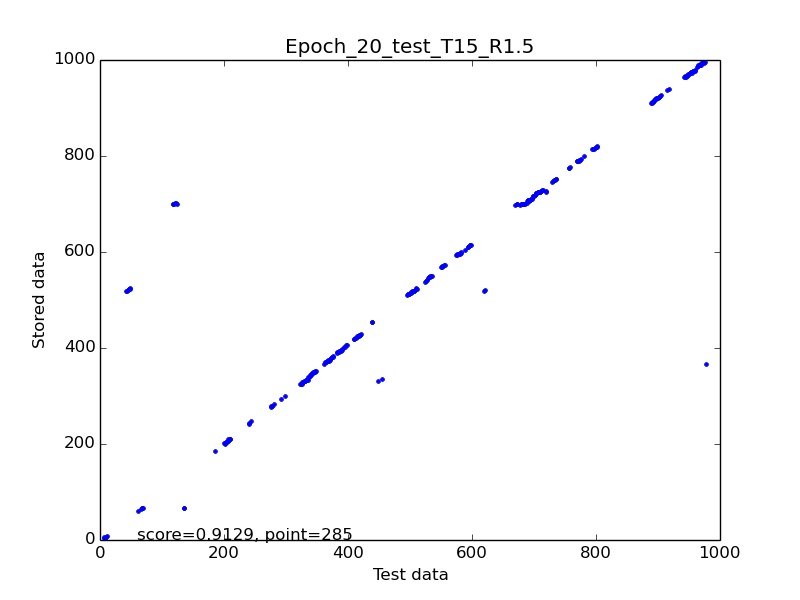 Epoch_20_test_T15_R1.5
1000
800
600
400
200
0
Stored data
score=0.9129, point=285
0 200 400 600 800 1000
Test data